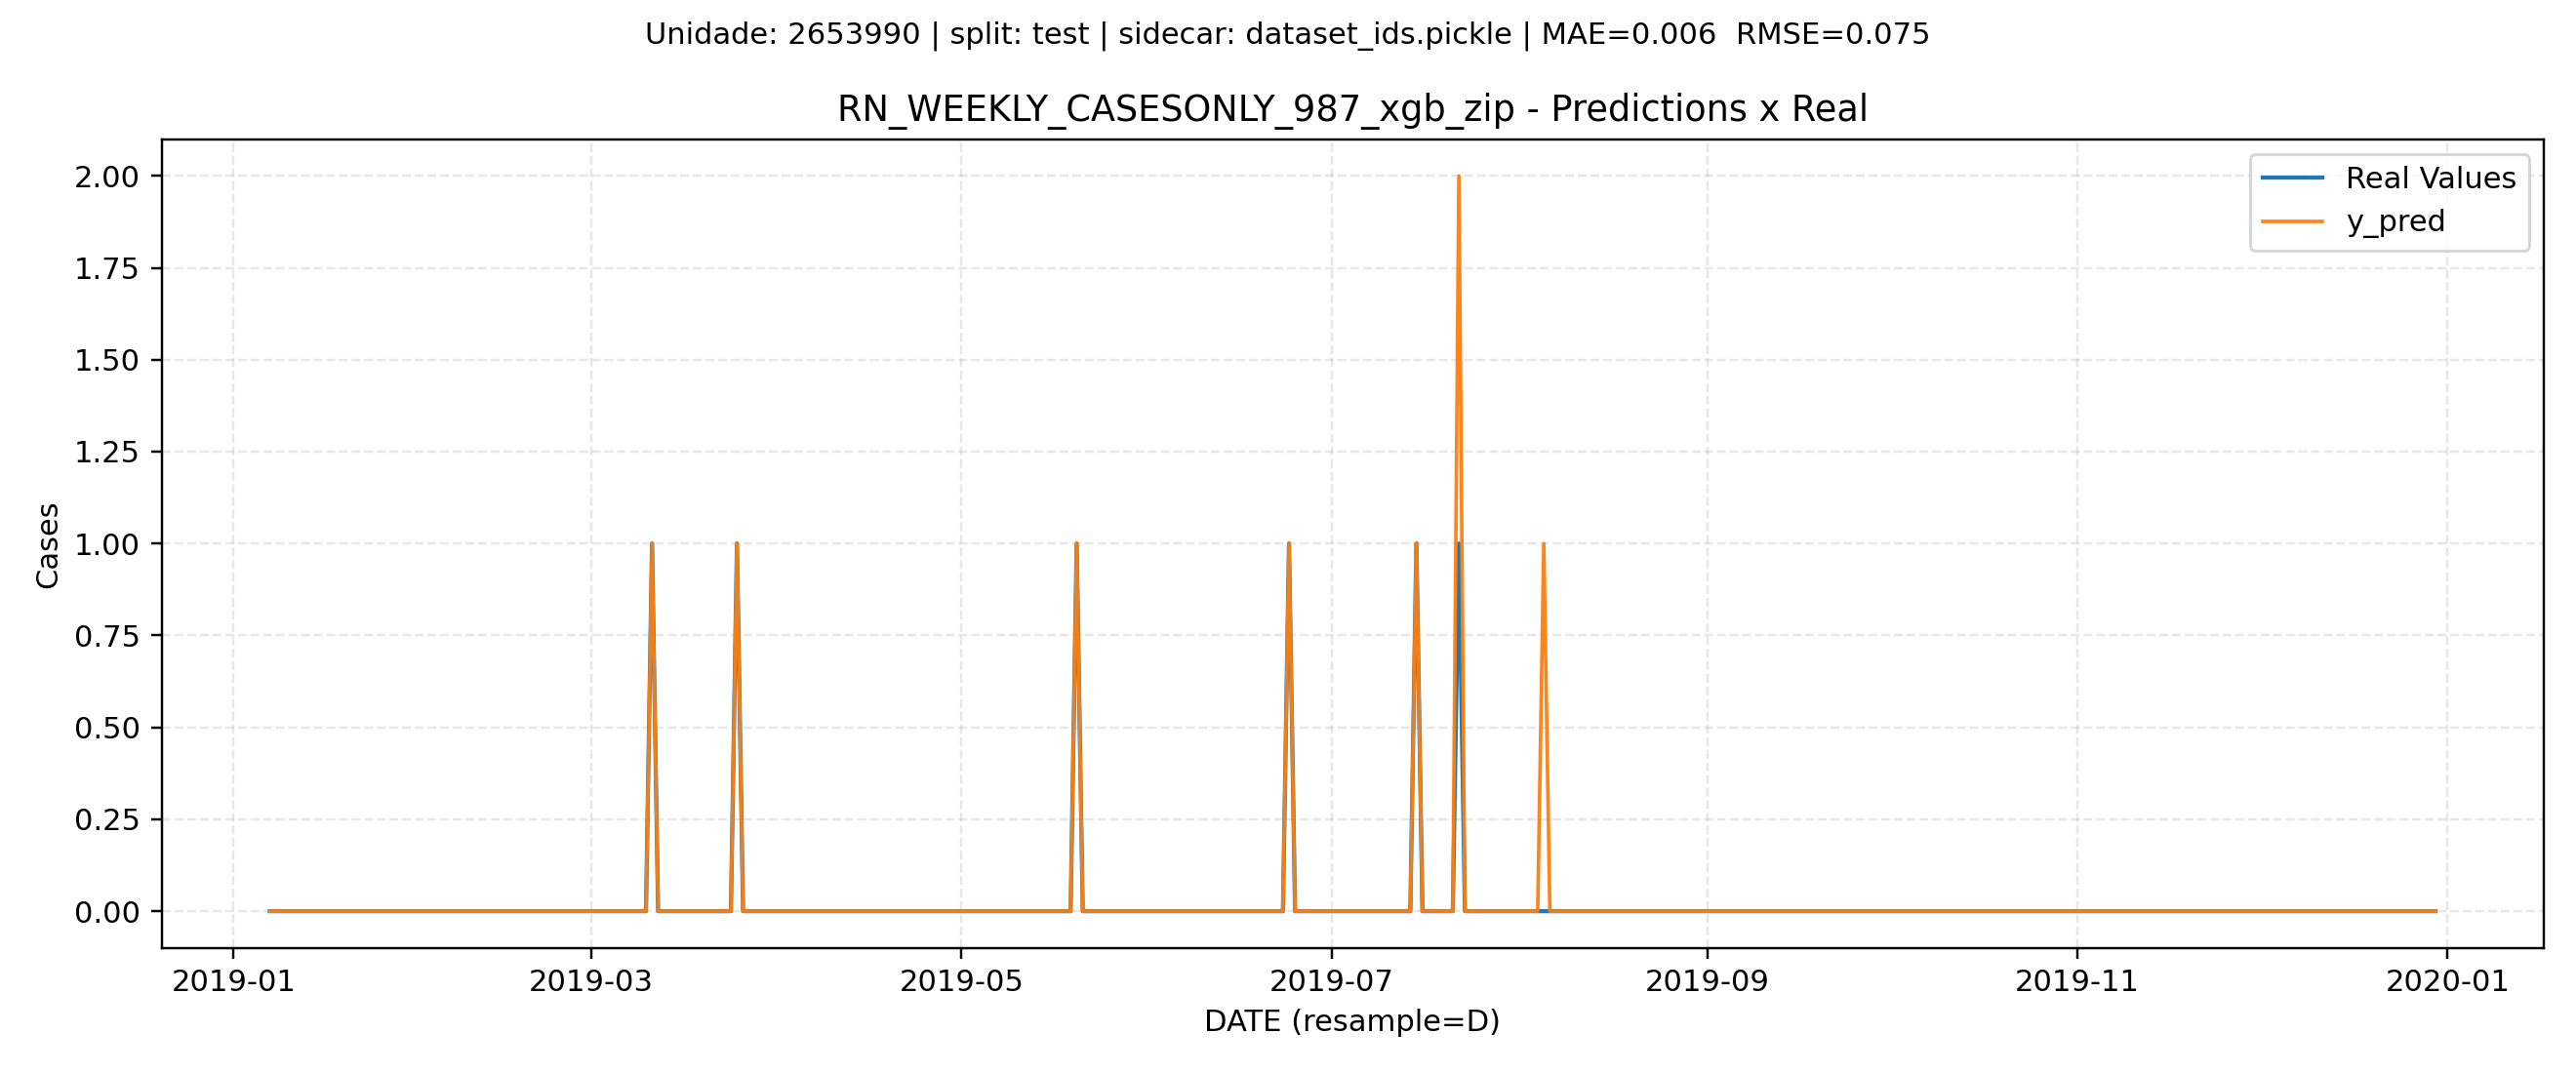 Unidade: 2653990 | split: test | sidecar: dataset_ids.pickle | MAE=0.006  RMSE=0.075
RN_WEEKLY_CASESONLY_987_xgb_zip - Predictions x Real
Real Values
y_pred
2.00
1.75
1.50
1.25
1.00
0.75
0.50
0.25
0.00
Cases
2019-01
2019-03
2019-05
2019-07
2019-09
2019-11
2020-01
DATE (resample=D)